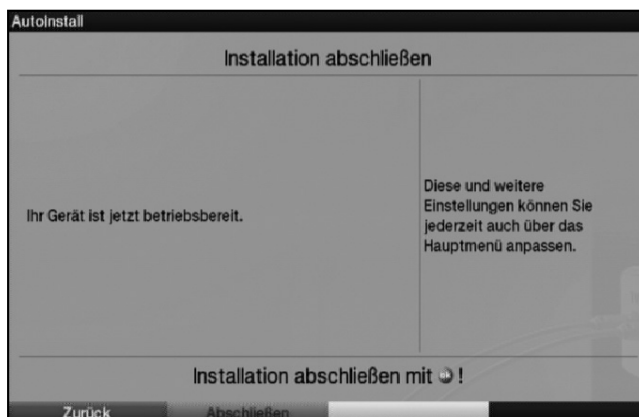 AutoInstall
Installation abschließen
Ihr Gerät ist jetzt betriebsbereit.
Diese und weitere
Einstellungen können Sie
jederzeit auch über das
Hauptmenü anpassen.
Installation abschließen mit !
Zurück
Abschließen